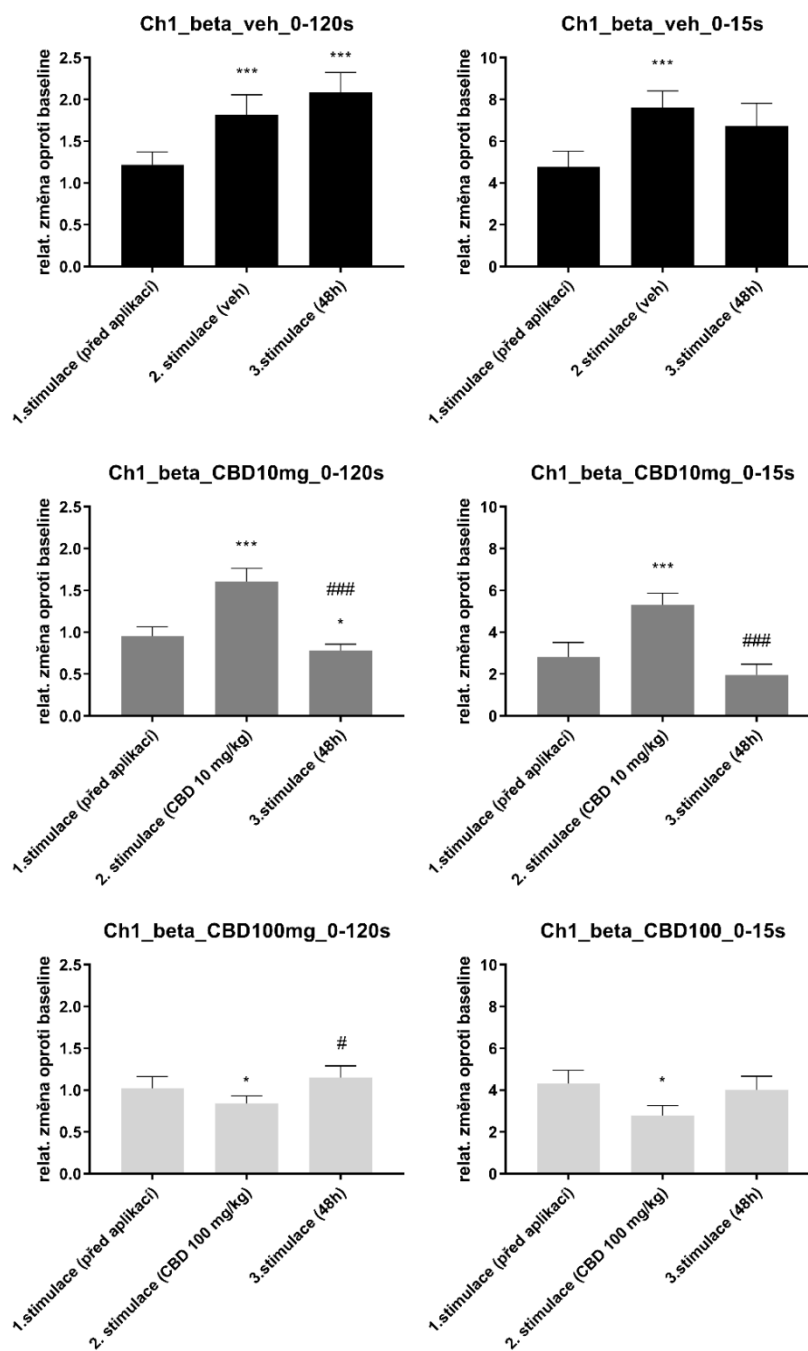 Ch1_beta_veh_0-120s
relat. změna oproti baseline
2.5
2.0
1.5
1.0
0.5
0.0
***
***
1.stimulace (před aplikací)
2. stimulace (veh)
3.stimulace (48h)
Ch1_beta_veh_0-15s
relat. změna oproti baseline
10
8
6
4
2
0
***
1.stimulace (před aplikací)
2 stimulace (veh)
3.stimulace (48h)
Ch1_beta_CBD10mg_0-120s
relat. změna oproti baseline
2.5
2.0
1.5
1.0
0.5
0.0
***
###
*
1.stimulace (před aplikací)
2. stimulace (CBD 10 mg/kg)
3.stimulace (48h)
Ch1_beta_CBD10mg_0-15s
relat. změna oproti baseline
10
8
6
4
2
0
***
###
1.stimulace (před aplikací)
2. stimulace (CBD 10 mg/kg)
3.stimulace (48h)
Ch1_beta_CBD100mg_0-120s
relat. změna oproti baseline
2.5
2.0
1.5
1.0
0.5
0.0
*
#
1.stimulace (před aplikací)
2. stimulace (CBD 100 mg/kg)
3.stimulace (48h)
Ch1_beta_CBD100_0-15s
relat. změna oproti baseline
10
8
6
4
2
0
*
1.stimulace (před aplikací)
2. stimulace (CBD 100 mg/kg)
3.stimulace (48h)